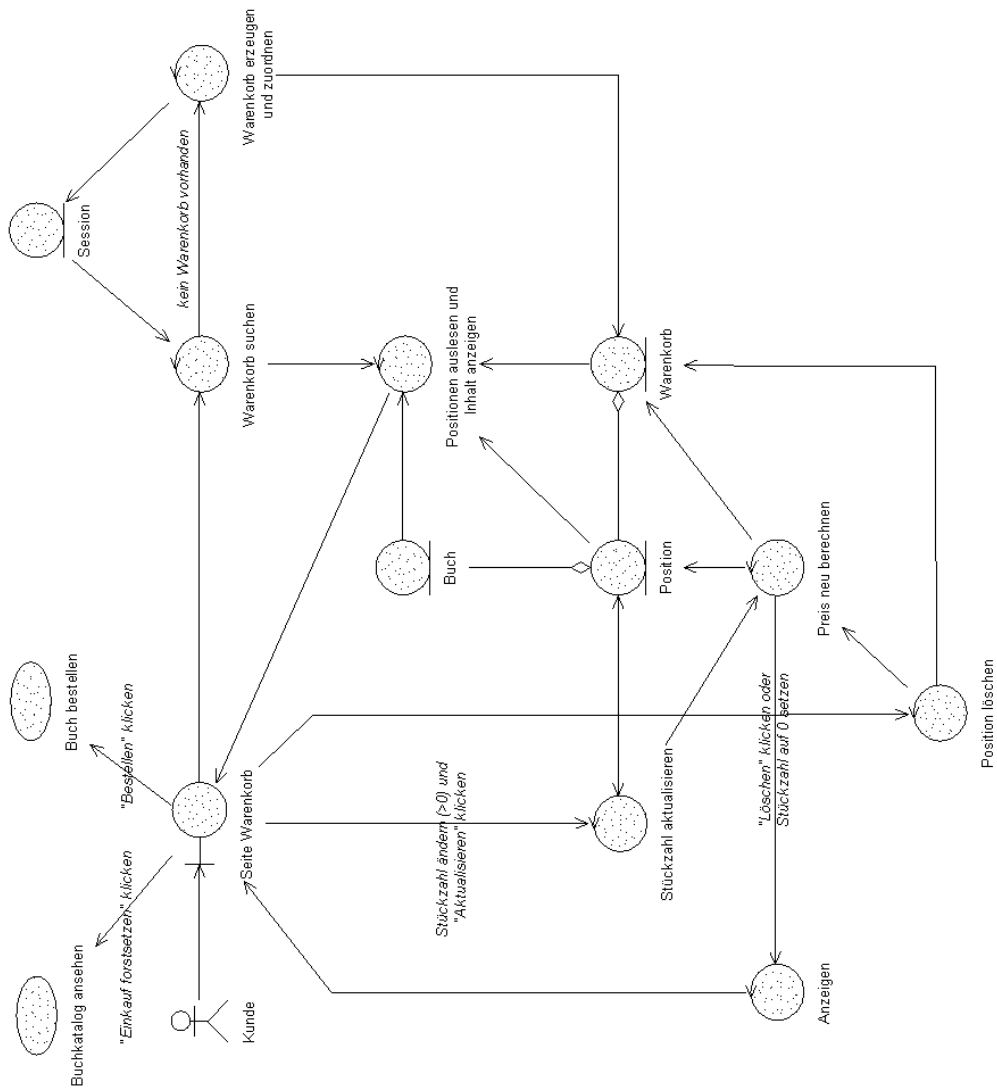 Buchkatalog ansehen
Buch bestellen
"Einkauf forstsetzen" klicken
"Bestellen" klicken
Kunde
Seite Warenkorb
Session
Warenkorb suchen
kein Warenkorb vorhanden
Warenkorb erzeugen
und zuordnen
Buch
Positionen auslesen und
Inhalt anzeigen
Stückzahl ändern (>0) und
"Aktualisieren" klicken
Stückzahl aktualisieren
Position
Warenkorb
"Löschen" klicken oder
Stückzahl auf 0 setzen
Anzeigen
Preis neu berechnen
Position löschen